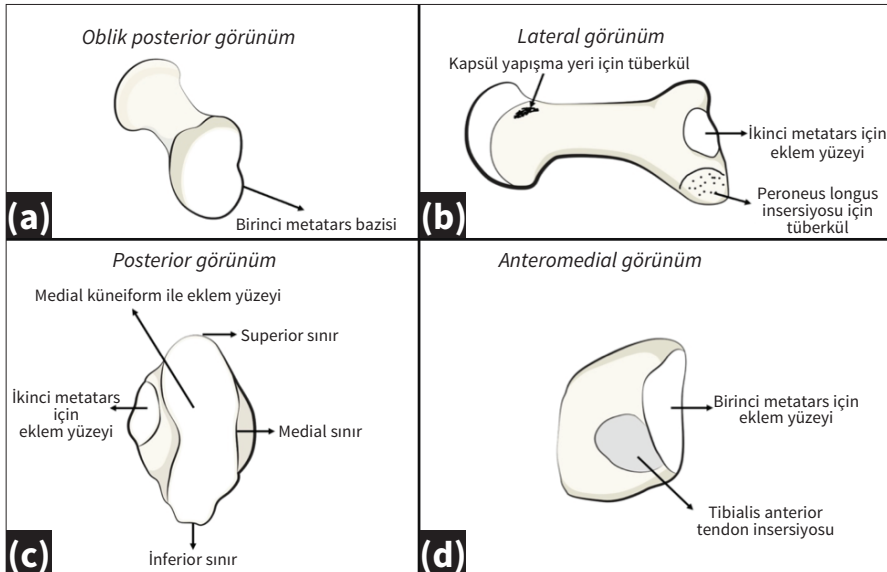 Oblik posterior görünüm
Birinci metatars bazisi
(a)
Lateral görünüm
Kapsül yapışma yeri için tüberkül
İkinci metatars için
eklem yüzeyi
Peroneus longus
insersiyosu için
tüberkül
(b)
Posterior görünüm
Medial küneiform ile eklem yüzeyi
Superior sınır
İkinci metatars
için
eklem yüzeyi
Medial sınır
İnferior sınır
(c)
Anteromedial görünüm
Birinci metatars için
eklem yüzeyi
Tibialis anterior
tendon insersiyosu
(d)